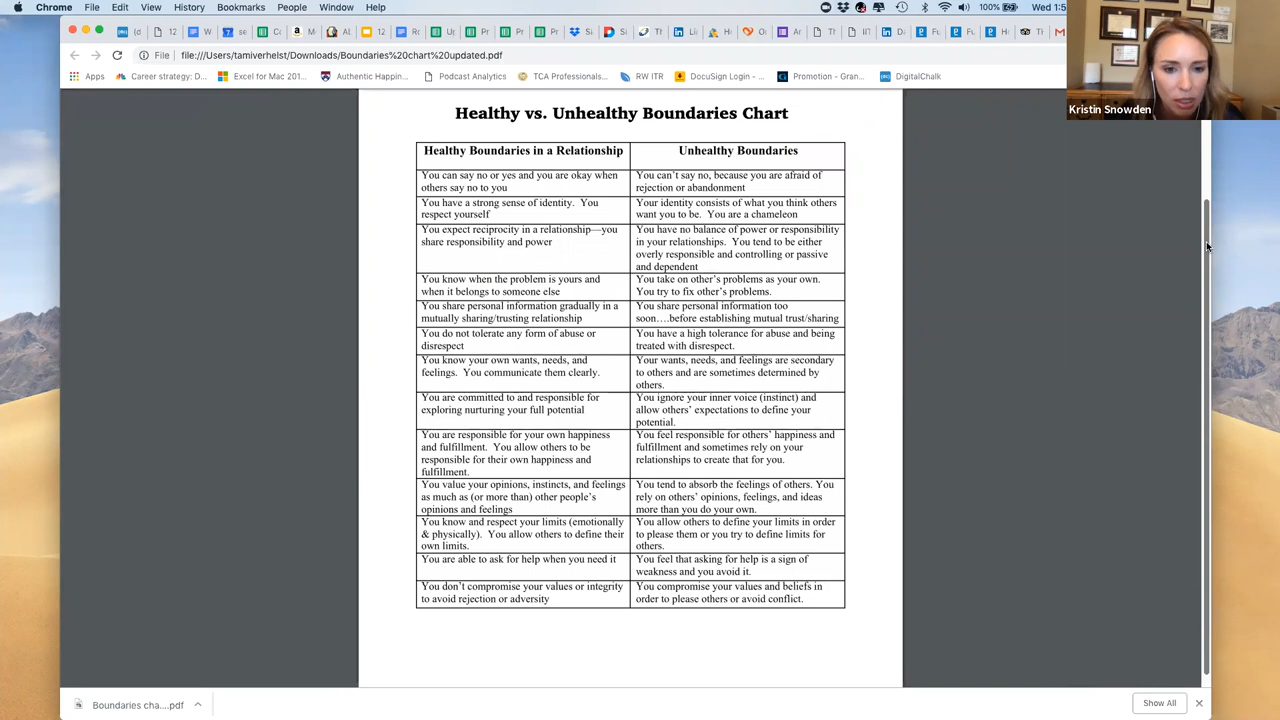 Chrome File Edit View History Bookmarks People Window Help 100% Wed 1:5
File file:///Users/tamiverhelst/Downloads/Boundaries%20chart%20updated.pdf
Apps Career strategy: D... Excel for Mac 201... Authentic Happin... Podcast Analytics TCA Professionals... RW ITR DocuSign Login - ... Promotion - Gran... DigitalChalk
Kristin Snowden
Healthy vs. Unhealthy Boundaries Chart
Healthy Boundaries in a Relationship
Unhealthy Boundaries
You can say no or yes and you are okay when
others say no to you
You can't say no, because you are afraid of
rejection or abandonment
You have a strong sense of identity. You
respect yourself
Your identity consists of what you think others
want you to be. You are a chameleon
You expect reciprocity in a relationship—you
share responsibility and power
You have no balance of power or responsibility
in your relationships. You tend to be either
overly responsible and controlling or passive
and dependent
You know when the problem is yours and
when it belongs to someone else
You take on other's problems as your own.
You try to fix other's problems.
You share personal information gradually in a
mutually sharing/trusting relationship
You share personal information too
soon….before establishing mutual trust/sharing
You do not tolerate any form of abuse or
disrespect
You have a high tolerance for abuse and being
treated with disrespect.
You know your own wants, needs, and
feelings. You communicate them clearly.
Your wants, needs, and feelings are secondary
to others and are sometimes determined by
others.
You are committed to and responsible for
exploring nurturing your full potential
You ignore your inner voice (instinct) and
allow others' expectations to define your
potential.
You are responsible for your own happiness
and fulfillment. You allow others to be
responsible for their own happiness and
fulfillment.
You feel responsible for others' happiness and
fulfillment and sometimes rely on your
relationships to create that for you.
You value your opinions, instincts, and feelings
as much as (or more than) other people's
opinions and feelings
You tend to absorb the feelings of others. You
rely on others' opinions, feelings, and ideas
more than you do your own.
You know and respect your limits (emotionally
& physically). You allow others to define their
own limits.
You allow others to define your limits in order
to please them or you try to define limits for
others.
You are able to ask for help when you need it
You feel that asking for help is a sign of
weakness and you avoid it.
You don't compromise your values or integrity
to avoid rejection or adversity
You compromise your values and beliefs in
order to please others or avoid conflict.
Boundaries cha....pdf
Show All